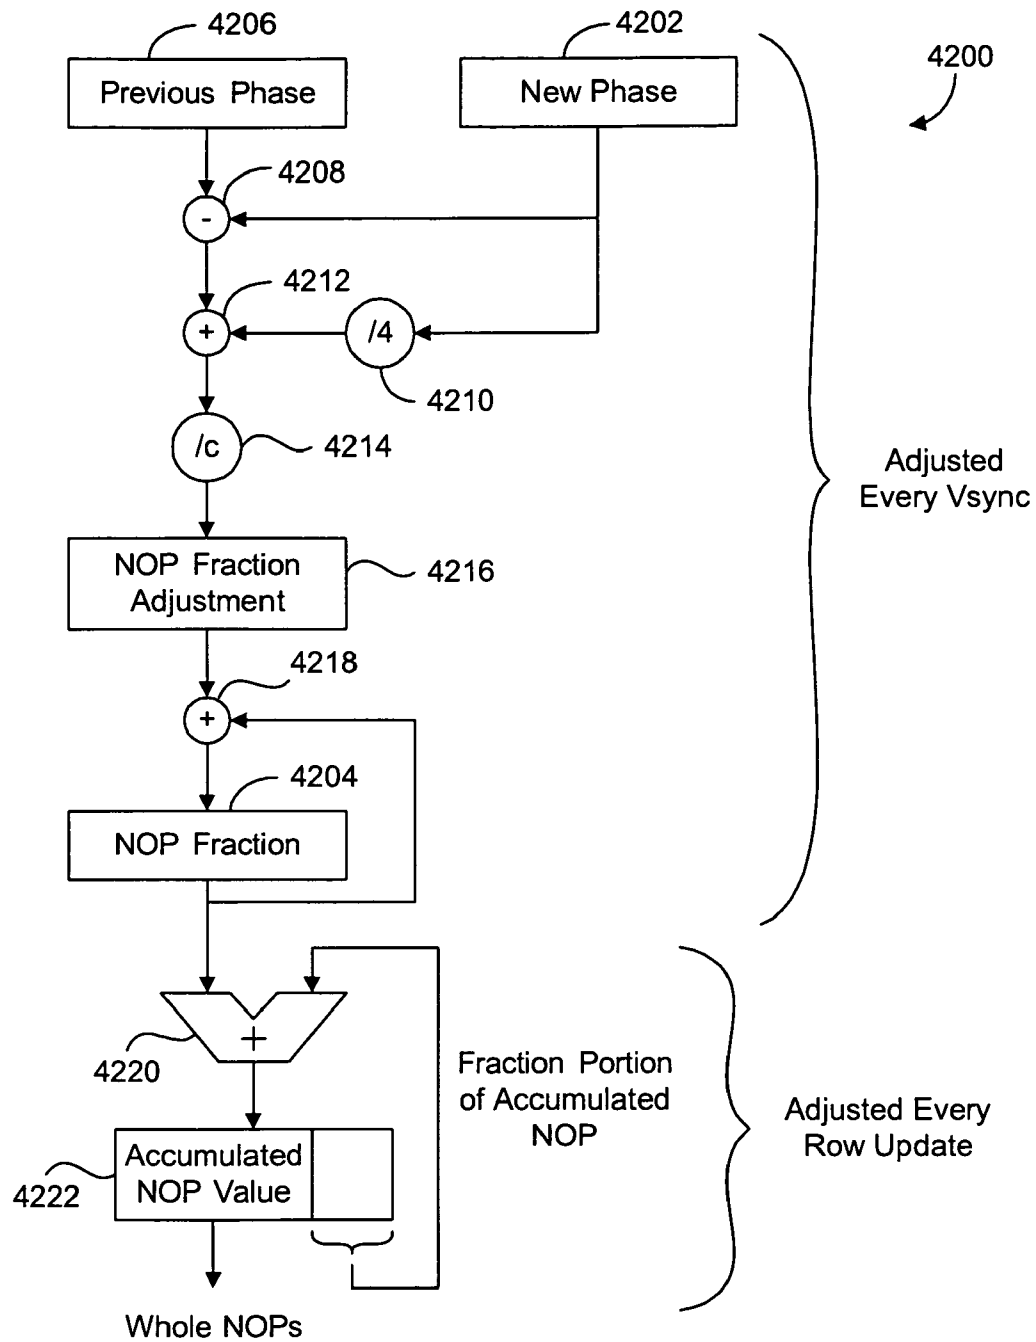 4206
4202
4200
Previous Phase
New Phase
4208
-
4212
+
/4
4210
/c
4214
Adjusted
Every Vsync
NOP Fraction
Adjustment
4216
4218
+
4204
NOP Fraction
+
4220
Fraction Portion
of Accumulated
NOP
Adjusted Every
Row Update
Accumulated
NOP Value
4222
Whole NOPs